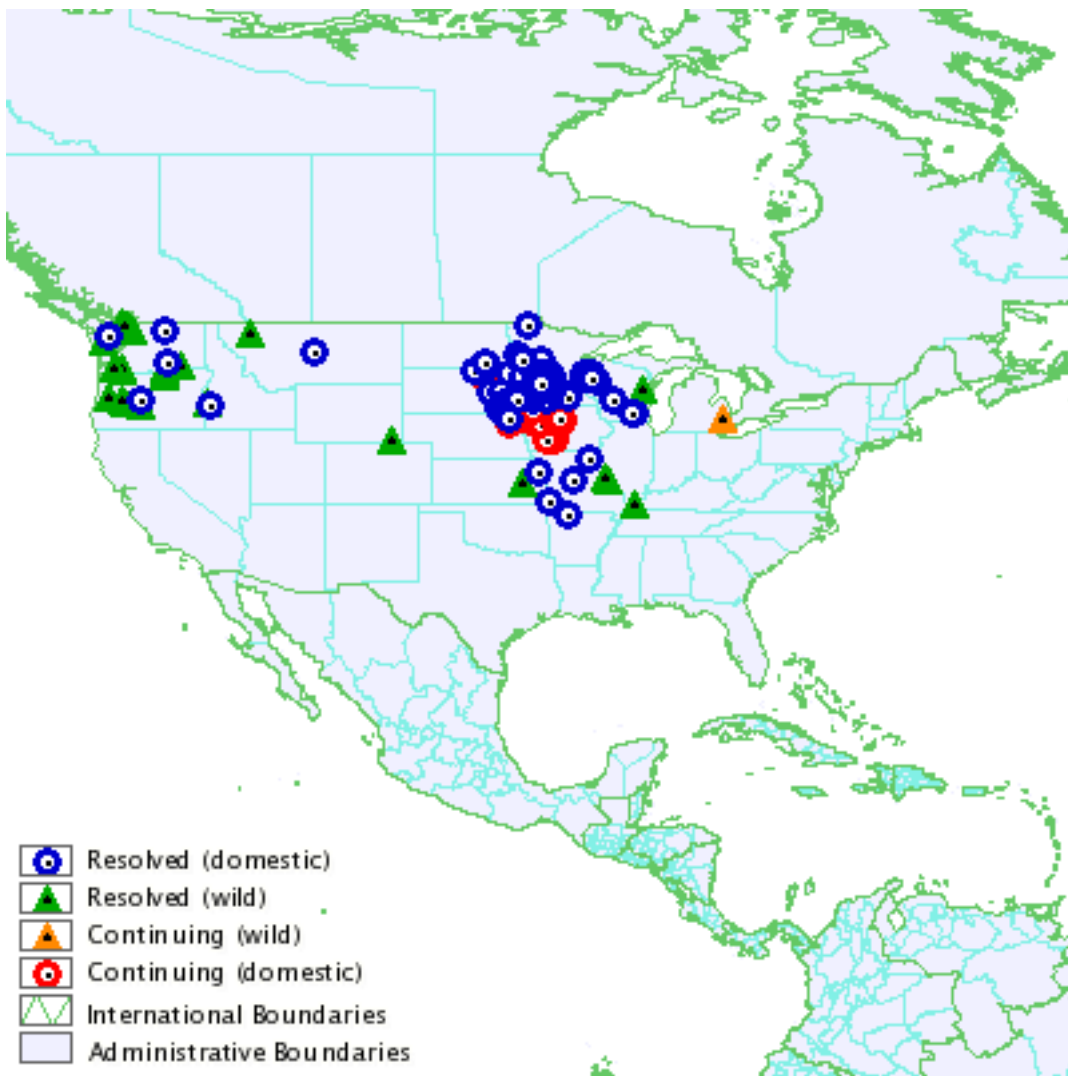 Resolved (domestic)
Resolved (wild)
Continuing (wild)
Continuing (domestic)
International Boundaries
Administrative Boundaries